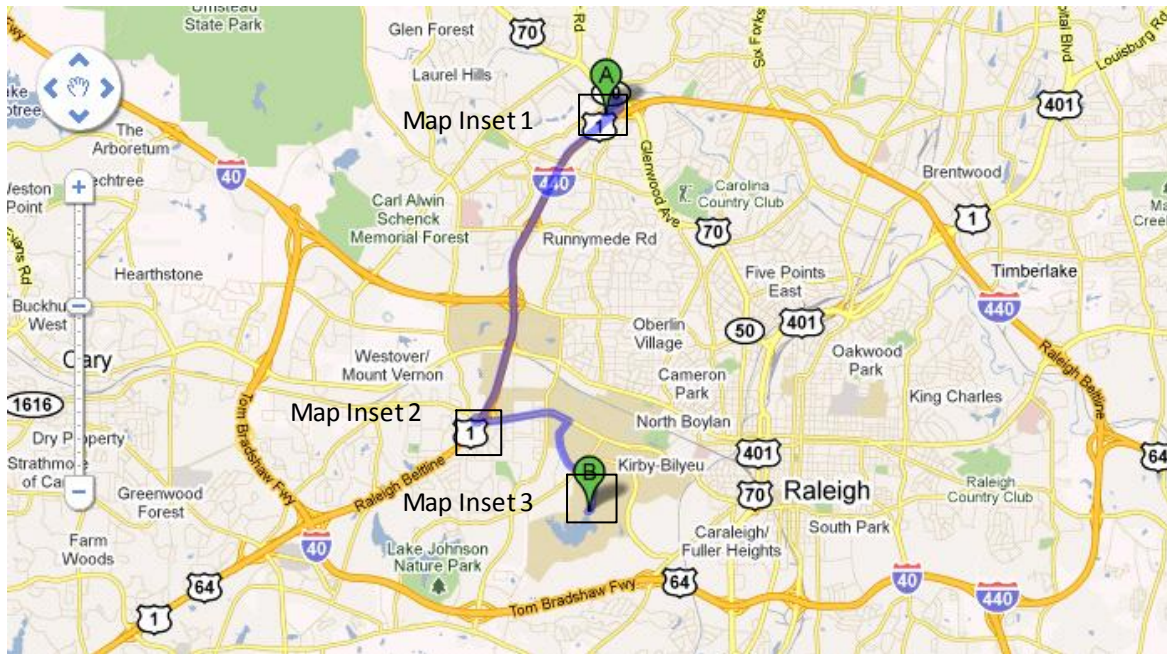 Umstead
State Park
Glen Forest
70
Rd
Six Forks
Capital Blvd
Louisburg Rd
Fwy
Laurel Hills
A
Map Inset 1
1
401
The
Arboretum
40
440
Glenwood Ave
Carolina
Country Club
Brentwood
Weston
Point
Carl Alwin
Schenck
Memorial Forest
Runnymede Rd
70
1
Hearthstone
Five Points
East
Timberlake
West
440
Oberlin
Village
50
401
Cary
Westover/
Mount Vernon
Oakwood
Park
Raleigh Beltline
Cameron
Park
1616
Map Inset 2
King Charles
Dry Property
1
North Boylan
401
64
Tom Bradshaw Fwy
Raleigh Beltline
B
Kirby-Bilyeu
Greenwood
Forest
Map Inset 3
70
Raleigh
Raleigh
Country Club
Farm
Woods
40
Lake Johnson
Nature Park
Caraleigh/
Fuller Heights
South Park
64
Tom Bradshaw Fwy
64
40
440
1